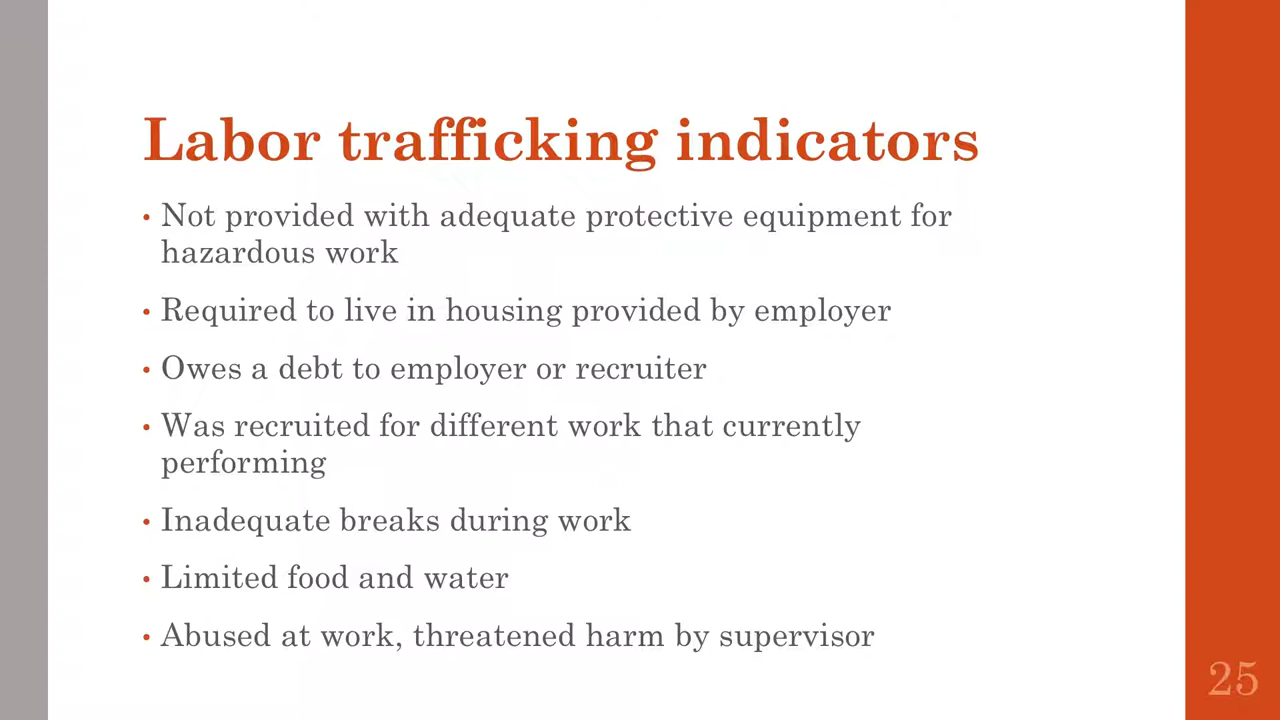 Labor trafficking indicators
• Not provided with adequate protective equipment for
hazardous work
• Required to live in housing provided by employer
• Owes a debt to employer or recruiter
• Was recruited for different work that currently
performing
• Inadequate breaks during work
• Limited food and water
• Abused at work, threatened harm by supervisor
25